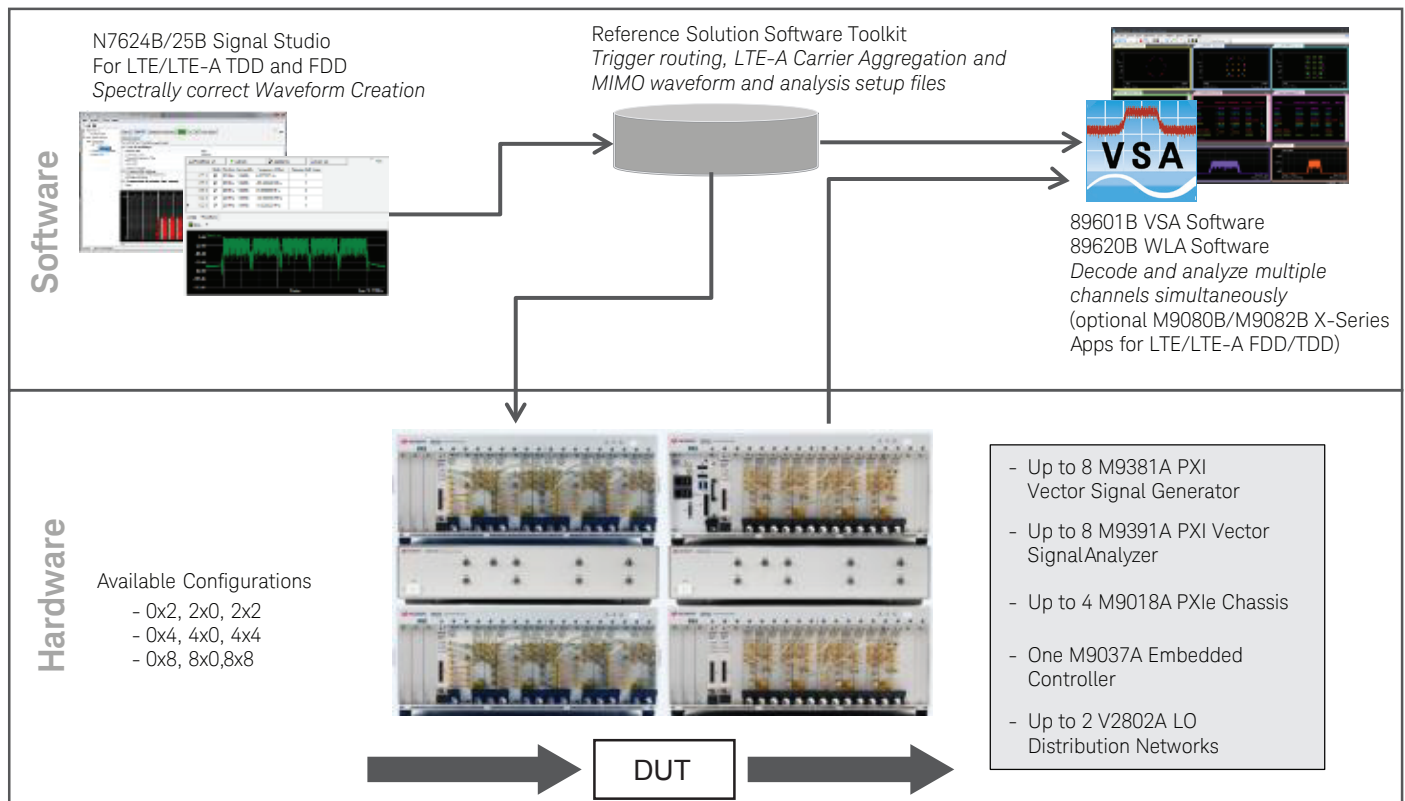 N7624B/25B Signal Studio
For LTE/LTE-A TDD and FDD
Spectrally correct Waveform Creation
Reference Solution Software Toolkit
Trigger routing, LTE-A Carrier Aggregation and
MIMO waveform and analysis setup files
VSA
89601B VSA Software
89620B WLA Software
Decode and analyze multiple
channels simultaneously
(optional M9080B/M9082B X-Series
Apps for LTE/LTE-A FDD/TDD)
Software
Hardware
Available Configurations
- 0x2, 2x0, 2x2
- 0x4, 4x0, 4x4
- 0x8, 8x0,8x8
- Up to 8 M9381A PXI
Vector Signal Generator
- Up to 8 M9391A PXI Vector
SignalAnalyzer
- Up to 4 M9018A PXIe Chassis
- One M9037A Embedded
Controller
- Up to 2 V2802A LO
Distribution Networks
DUT